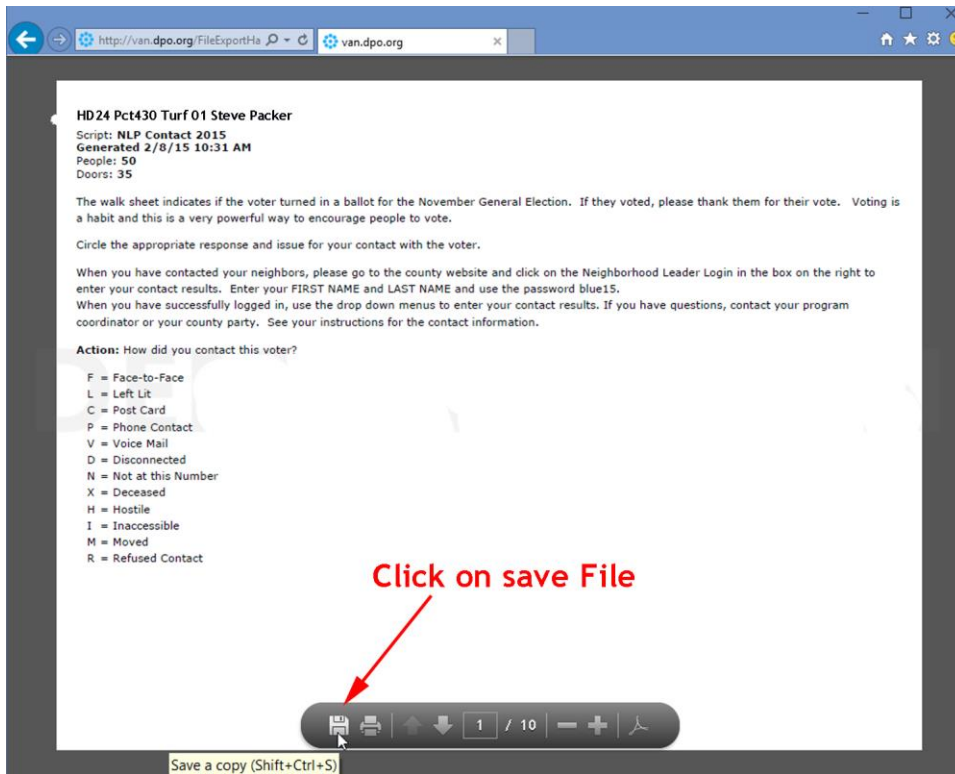 http://van.dpo.org/FileExportHa
van.dpo.org
HD24 Pct430 Turf 01 Steve Packer
Script: NLP Contact 2015
Generated 2/8/15 10:31 AM
People: 50
Doors: 35
The walk sheet indicates if the voter turned in a ballot for the November General Election. If they voted, please thank them for their vote. Voting is
a habit and this is a very powerful way to encourage people to vote.
Circle the appropriate response and issue for your contact with the voter.
When you have contacted your neighbors, please go to the county website and click on the Neighborhood Leader Login in the box on the right to
enter your contact results. Enter your FIRST NAME and LAST NAME and use the password blue15.
When you have successfully logged in, use the drop down menus to enter your contact results. If you have questions, contact your program
coordinator or your county party. See your instructions for the contact information.
Action: How did you contact this voter?
F = Face-to-Face
L = Left Lit
C = Post Card
P = Phone Contact
V = Voice Mail
D = Disconnected
N = Not at this Number
X = Deceased
H = Hostile
I = Inaccessible
M = Moved
R = Refused Contact
Click on save File
1 / 10
Save a copy (Shift+Ctrl+S)